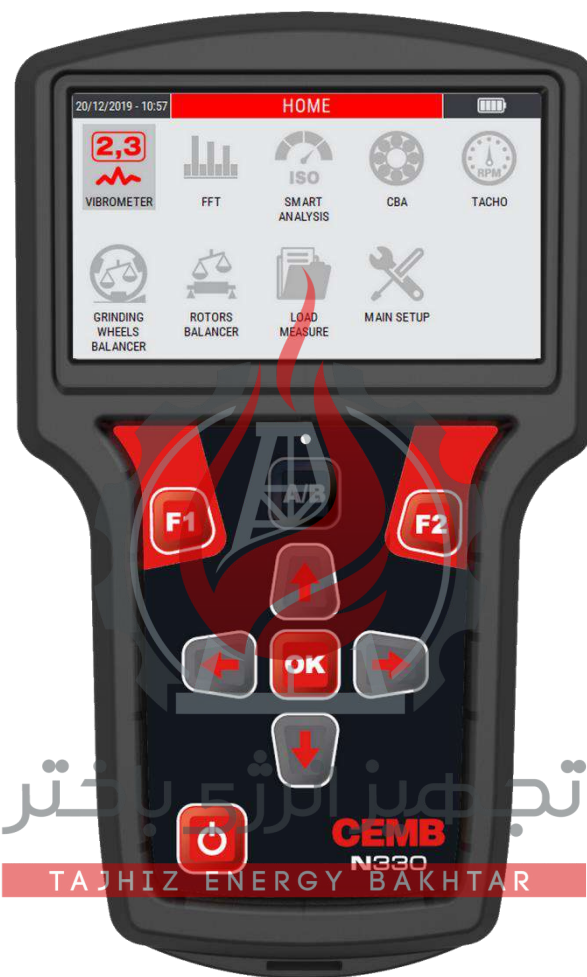 20/12/2019 - 10:57 HOME
2,3
ISO
RPM
VIBROMETER FFT SMART ANALYSIS CBA TACHO
GRINDING WHEELS BALANCER ROTORS BALANCER LOAD MEASURE MAIN SETUP
A/B
F1 F2
OK
تجهیز انرژی بختر
CEMB
N330
TAJHIZ ENERGY BAKHTAR